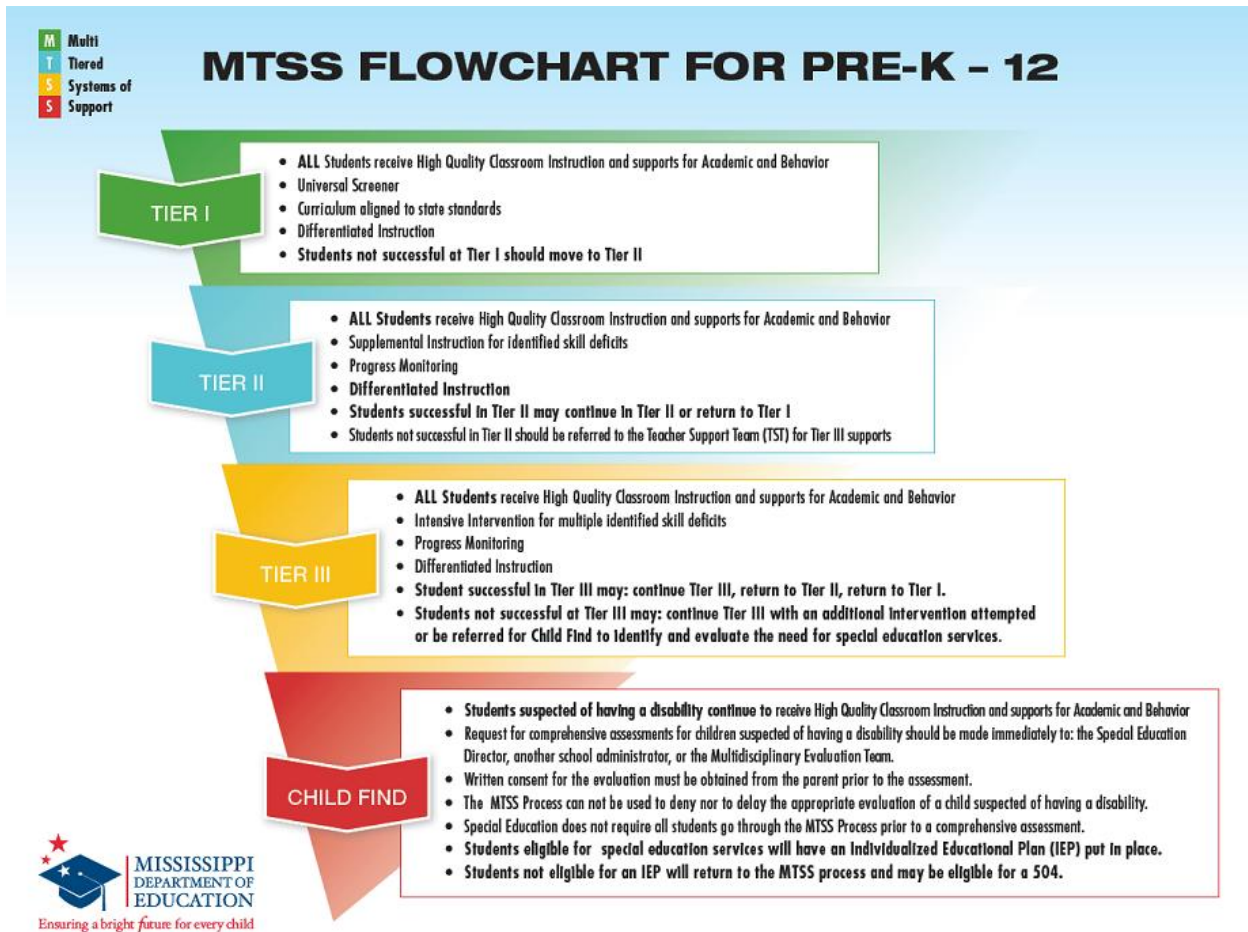 M Multi
T Tiered
S Systems of
S Support
MTSS FLOWCHART FOR PRE-K – 12
TIER I
• ALL Students receive High Quality Classroom Instruction and supports for Academic and Behavior
• Universal Screener
• Curriculum aligned to state standards
• Differentiated Instruction
• Students not successful at Tier I should move to Tier II
TIER II
• ALL Students receive High Quality Classroom Instruction and supports for Academic and Behavior
• Supplemental Instruction for identified skill deficits
• Progress Monitoring
• Differentiated Instruction
• Students successful in Tier II may continue in Tier II or return to Tier I
• Students not successful in Tier II should be referred to the Teacher Support Team (TST) for Tier III supports
TIER III
• ALL Students receive High Quality Classroom Instruction and supports for Academic and Behavior
• Intensive Intervention for multiple identified skill deficits
• Progress Monitoring
• Differentiated Instruction
• Student successful in Tier III may: continue Tier III, return to Tier II, return to Tier I.
• Students not successful at Tier III may: continue Tier III with an additional intervention attempted
or be referred for Child Find to identify and evaluate the need for special education services.
CHILD FIND
• Students suspected of having a disability continue to receive High Quality Classroom Instruction and supports for Academic and Behavior
• Request for comprehensive assessments for children suspected of having a disability should be made immediately to: the Special Education
Director, another school administrator, or the Multidisciplinary Evaluation Team.
• Written consent for the evaluation must be obtained from the parent prior to the assessment.
• The MTSS Process can not be used to deny nor to delay the appropriate evaluation of a child suspected of having a disability.
• Special Education does not require all students go through the MTSS Process prior to a comprehensive assessment.
• Students eligible for special education services will have an Individualized Educational Plan (IEP) put in place.
• Students not eligible for an IEP will return to the MTSS process and may be eligible for a 504.
MISSISSIPPI
DEPARTMENT OF
EDUCATION
Ensuring a bright future for every child